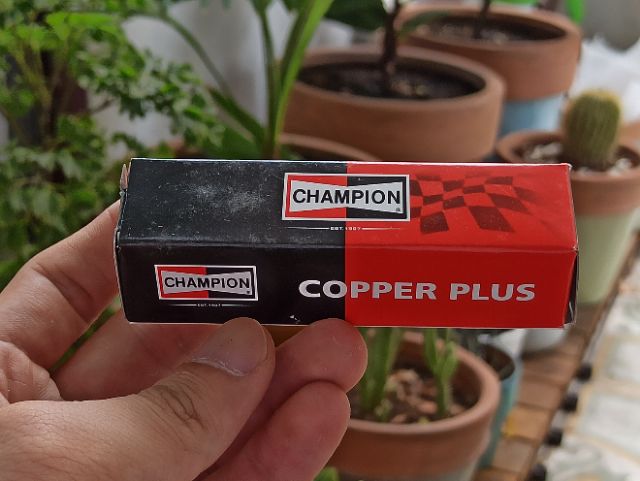 CHAMPION
EST. 1907
CHAMPION
EST. 1907
COPPER PLUS